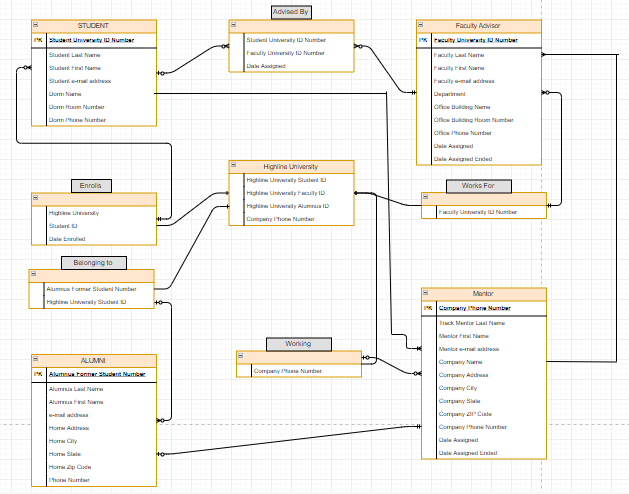 Advised By
STUDENT
PK Student University ID Number
Student Last Name
Student First Name
Student e-mail address
Dorm Name
Dorm Room Number
Dorm Phone Number
Student University ID Number
Faculty University ID Number
Date Assigned
Faculty Advisor
PK Faculty University ID Number
Faculty Last Name
Faculty First Name
Faculty e-mail address
Department
Office Building Name
Office Building Room Number
Office Phone Number
Date Assigned
Date Assigned Ended
Enrolls
Highline University
Student ID
Date Enrolled
Highline University
Highline University Student ID
Highline University Faculty ID
Highline University Alumnus ID
Company Phone Number
Works For
Faculty University ID Number
Belonging to
Alumnus Former Student Number
Highline University Student ID
Mentor
PK Company Phone Number
Track Mentor Last Name
Mentor First Name
Mentor e-mail address
Company Name
Company Address
Company City
Company State
Company ZIP Code
Company Phone Number
Date Assigned
Date Assigned Ended
Working
Company Phone Number
ALUMNI
PK Alumnus Former Student Number
Alumnus Last Name
Alumnus First Name
e-mail address
Home Address
Home City
Home State
Home Zip Code
Phone Number